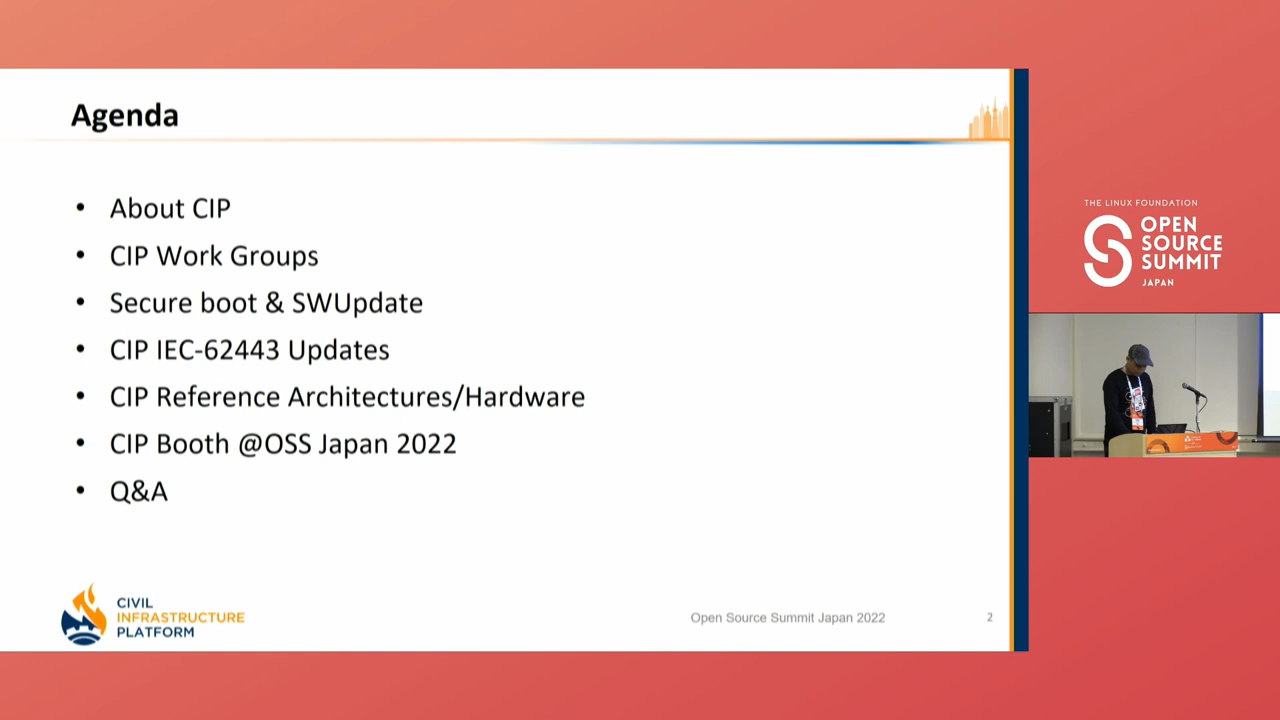 Agenda
• About CIP
• CIP Work Groups
• Secure boot & SWUpdate
• CIP IEC-62443 Updates
• CIP Reference Architectures/Hardware
• CIP Booth @OSS Japan 2022
• Q&A
CIVIL
INFRASTRUCTURE
PLATFORM
Open Source Summit Japan 2022
2
THE LINUX FOUNDATION
OPEN
SOURCE
SUMMIT
JAPAN